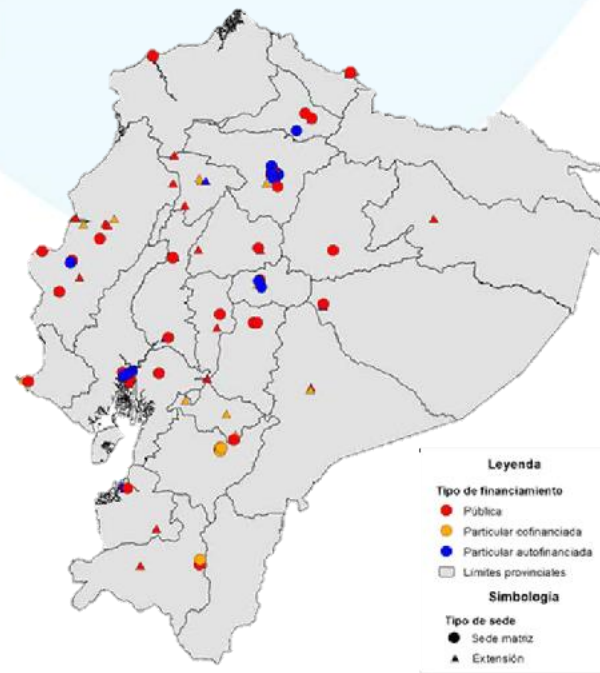 Leyenda
Tipo de financiamiento
Pública
Particular cofinanciada
Particular autofinanciada
Límites provinciales
Simbología
Tipo de sede
Sede matriz
Extensión